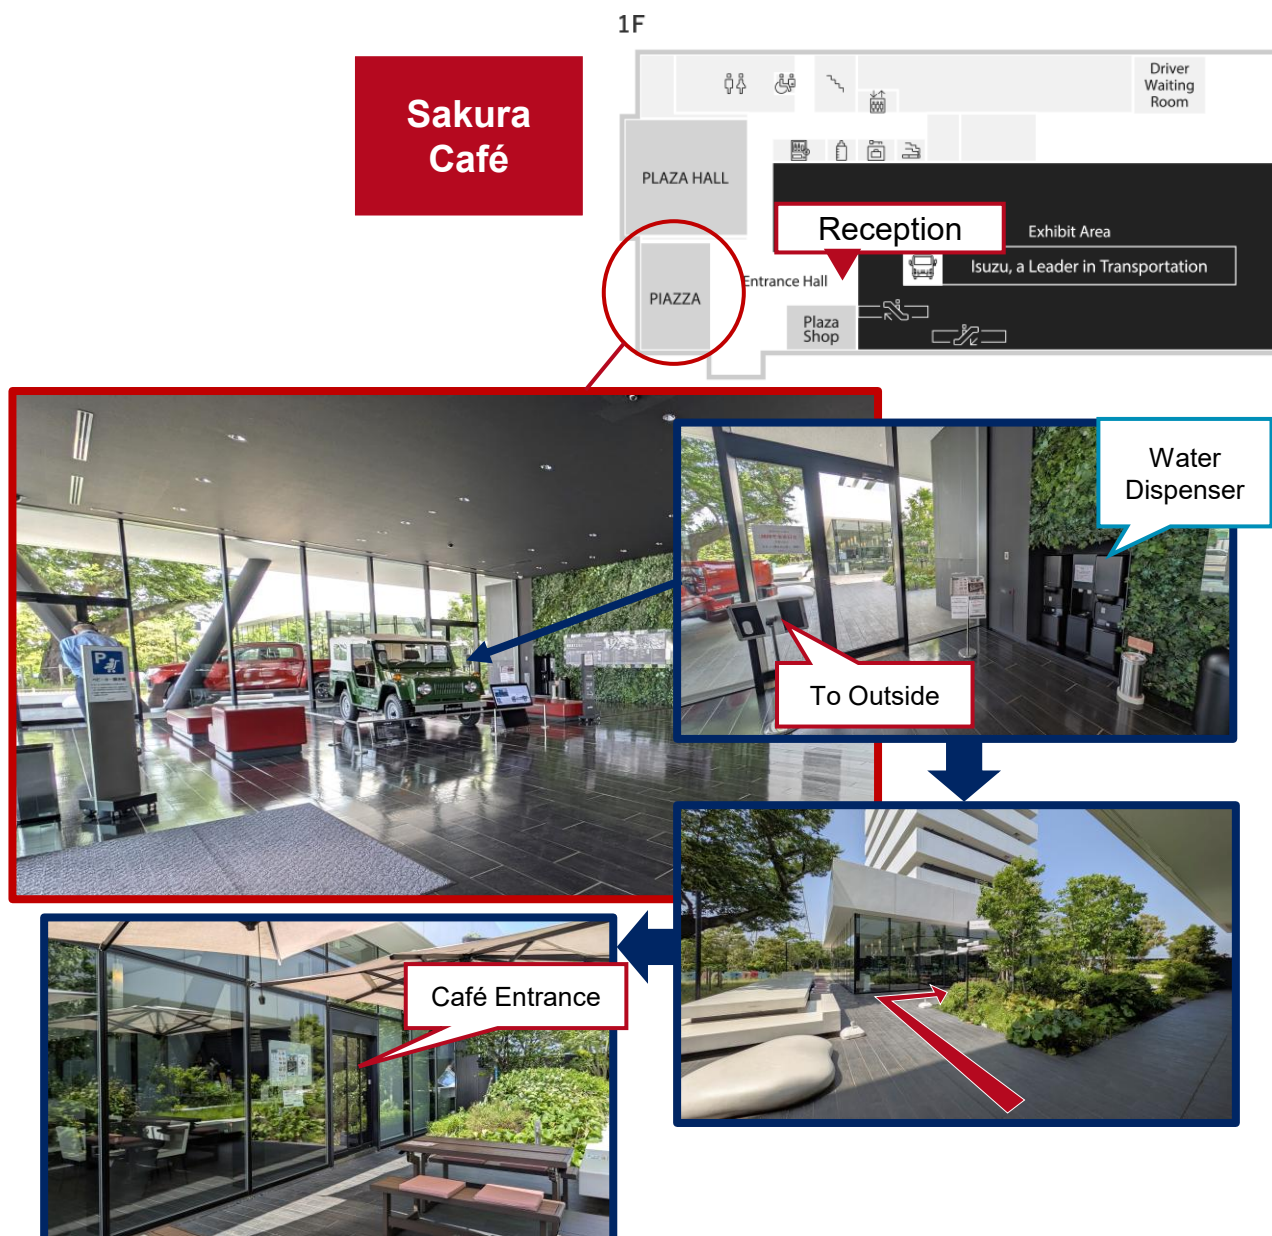 1F
Sakura
Café
Driver
Waiting
Room
PLAZA HALL
Reception
Exhibit Area
Isuzu, a Leader in Transportation
Entrance Hall
PIAZZA
Plaza
Shop
Water
Dispenser
P
To Outside
Café Entrance